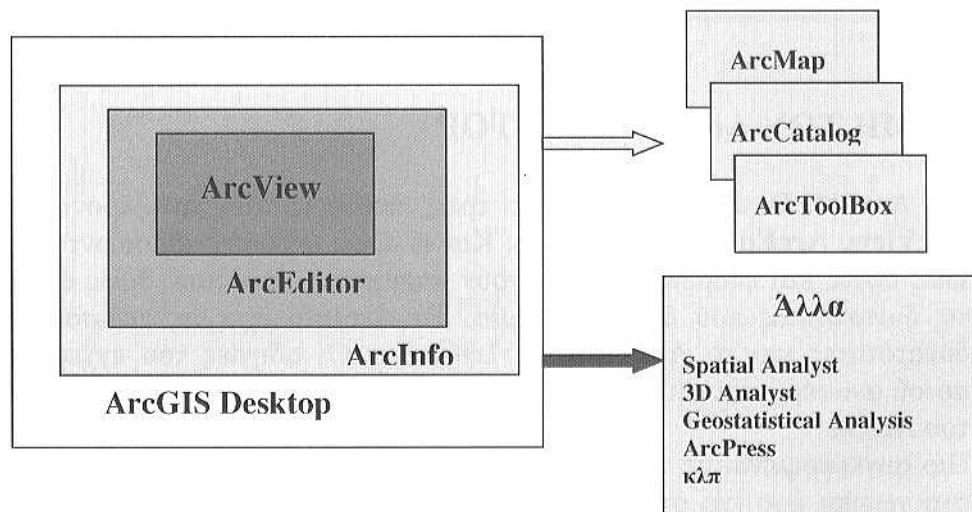 ArcView
ArcEditor
ArcInfo
ArcGIS Desktop
ArcMap
ArcCatalog
ArcToolBox
Άλλα
Spatial Analyst
3D Analyst
Geostatistical Analysis
ArcPress
κλπ